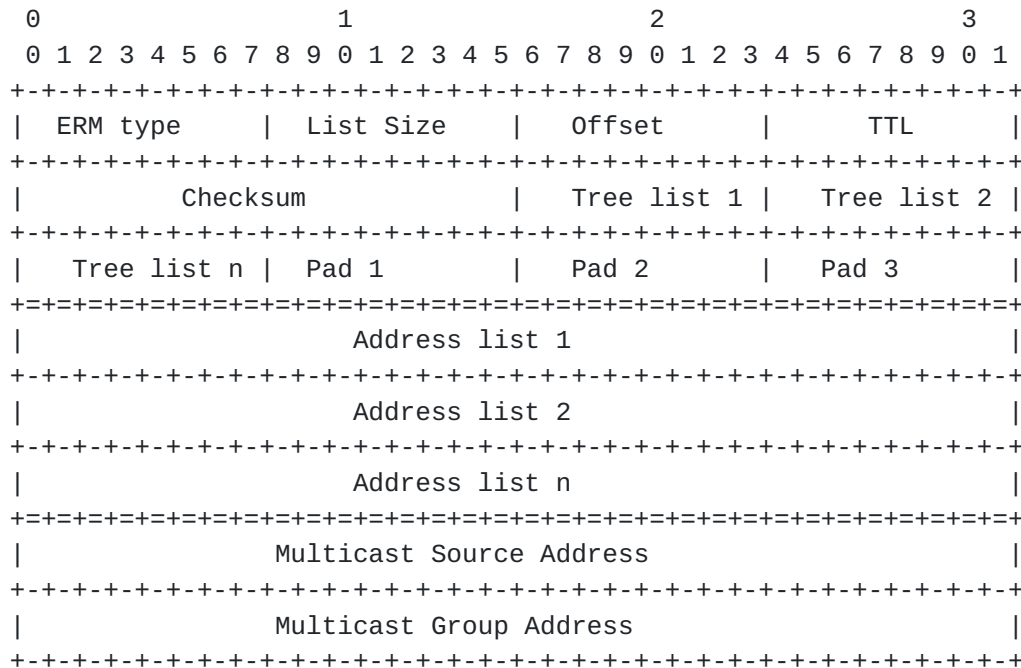 0                   1                   2                   3
 0 1 2 3 4 5 6 7 8 9 0 1 2 3 4 5 6 7 8 9 0 1 2 3 4 5 6 7 8 9 0 1
+-+-+-+-+-+-+-+-+-+-+-+-+-+-+-+-+-+-+-+-+-+-+-+-+-+-+-+-+-+-+-+-+
|  ERM type     |  List Size    |   Offset      |      TTL      |
+-+-+-+-+-+-+-+-+-+-+-+-+-+-+-+-+-+-+-+-+-+-+-+-+-+-+-+-+-+-+-+-+
|          Checksum             |   Tree list 1 |   Tree list 2 |
+-+-+-+-+-+-+-+-+-+-+-+-+-+-+-+-+-+-+-+-+-+-+-+-+-+-+-+-+-+-+-+-+
|   Tree list n |  Pad 1        |   Pad 2       |   Pad 3       |
+=+=+=+=+=+=+=+=+=+=+=+=+=+=+=+=+=+=+=+=+=+=+=+=+=+=+=+=+=+=+=+=+
|                     Address list 1                            |
+-+-+-+-+-+-+-+-+-+-+-+-+-+-+-+-+-+-+-+-+-+-+-+-+-+-+-+-+-+-+-+-+
|                     Address list 2                            |
+-+-+-+-+-+-+-+-+-+-+-+-+-+-+-+-+-+-+-+-+-+-+-+-+-+-+-+-+-+-+-+-+
|                     Address list n                            |
+=+=+=+=+=+=+=+=+=+=+=+=+=+=+=+=+=+=+=+=+=+=+=+=+=+=+=+=+=+=+=+=+
|                Multicast Source Address                       |
+-+-+-+-+-+-+-+-+-+-+-+-+-+-+-+-+-+-+-+-+-+-+-+-+-+-+-+-+-+-+-+-+
|                Multicast Group Address                        |
+-+-+-+-+-+-+-+-+-+-+-+-+-+-+-+-+-+-+-+-+-+-+-+-+-+-+-+-+-+-+-+-+